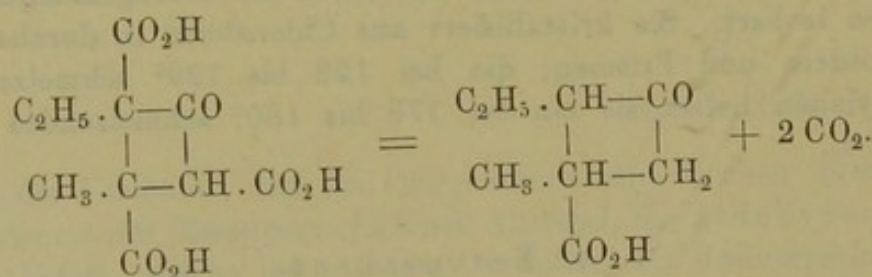 CO₂H
C₂H₅.C—CO
CH₃.C—CH.CO₂H
CO₂H
=
C₂H₅.CH—CO
CH₃.CH—CH₂
CO₂H
+ 2 CO₂.